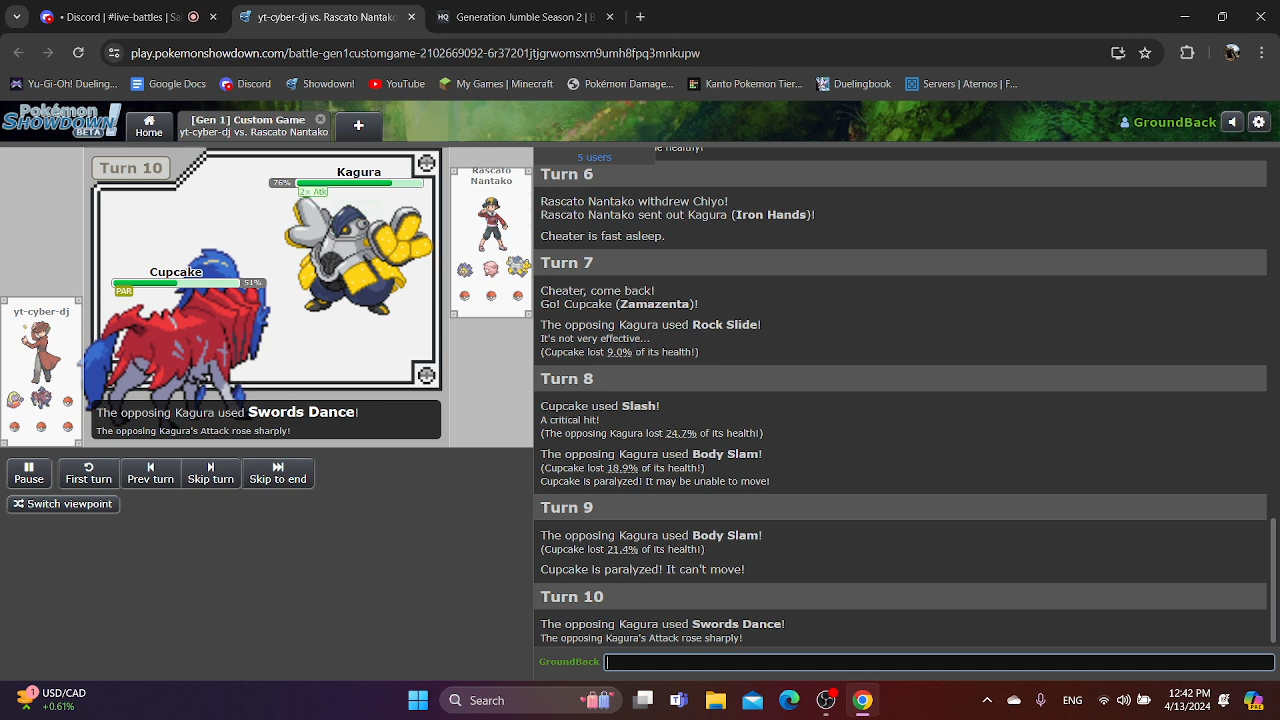 • Discord | #live-battles | Sa
yt-cyber-dj vs. Rascato Nantako
Generation Jumble Season 2 | B
play.pokemonshowdown.com/battle-gen1customgame-2102669092-6r37201jtjgrwomsxm9umh8fpq3mnkupw
Yu-Gi-Oh! Dueling...
Google Docs
Discord
Showdown!
YouTube
My Games | Minecraft
Pokémon Damage...
Kanto Pokemon Tier...
Duelingbook
Servers | Aternos | F...
Pokémon
Showdown!
BETA
Home
[Gen 1] Custom Game
yt-cyber-dj vs. Rascato Nantako
GroundBack
5 users
Turn 10
Kagura
76%
2× Atk
Cupcake
51%
PAR
Rascato
Nantako
yt-cyber-dj
The opposing Kagura used Swords Dance!
The opposing Kagura's Attack rose sharply!
Pause
First turn
Prev turn
Skip turn
Skip to end
Switch viewpoint
Turn 6
Rascato Nantako withdrew Chiyo!
Rascato Nantako sent out Kagura (Iron Hands)!
Cheater is fast asleep.
Turn 7
Cheater, come back!
Go! Cupcake (Zamazenta)!
The opposing Kagura used Rock Slide!
It's not very effective...
(Cupcake lost 9.0% of its health!)
Turn 8
Cupcake used Slash!
A critical hit!
(The opposing Kagura lost 24.7% of its health!)
The opposing Kagura used Body Slam!
(Cupcake lost 18.9% of its health!)
Cupcake is paralyzed! It may be unable to move!
Turn 9
The opposing Kagura used Body Slam!
(Cupcake lost 21.4% of its health!)
Cupcake is paralyzed! It can't move!
Turn 10
The opposing Kagura used Swords Dance!
The opposing Kagura's Attack rose sharply!
GroundBack
1
USD/CAD
+0.61%
Search
ENG
12:42 PM
4/13/2024